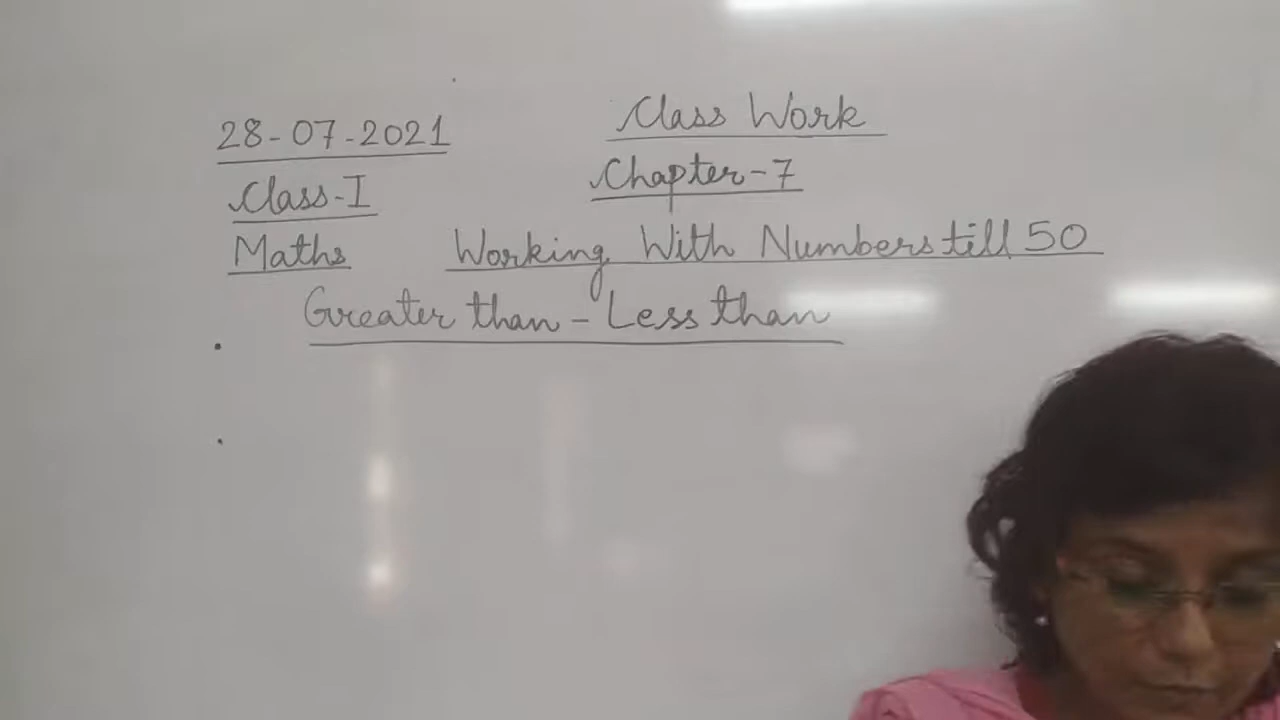 28-07-2021 Class Work
Class-I Chapter-7
Maths Working With Numbers till 50
Greater than - Less than